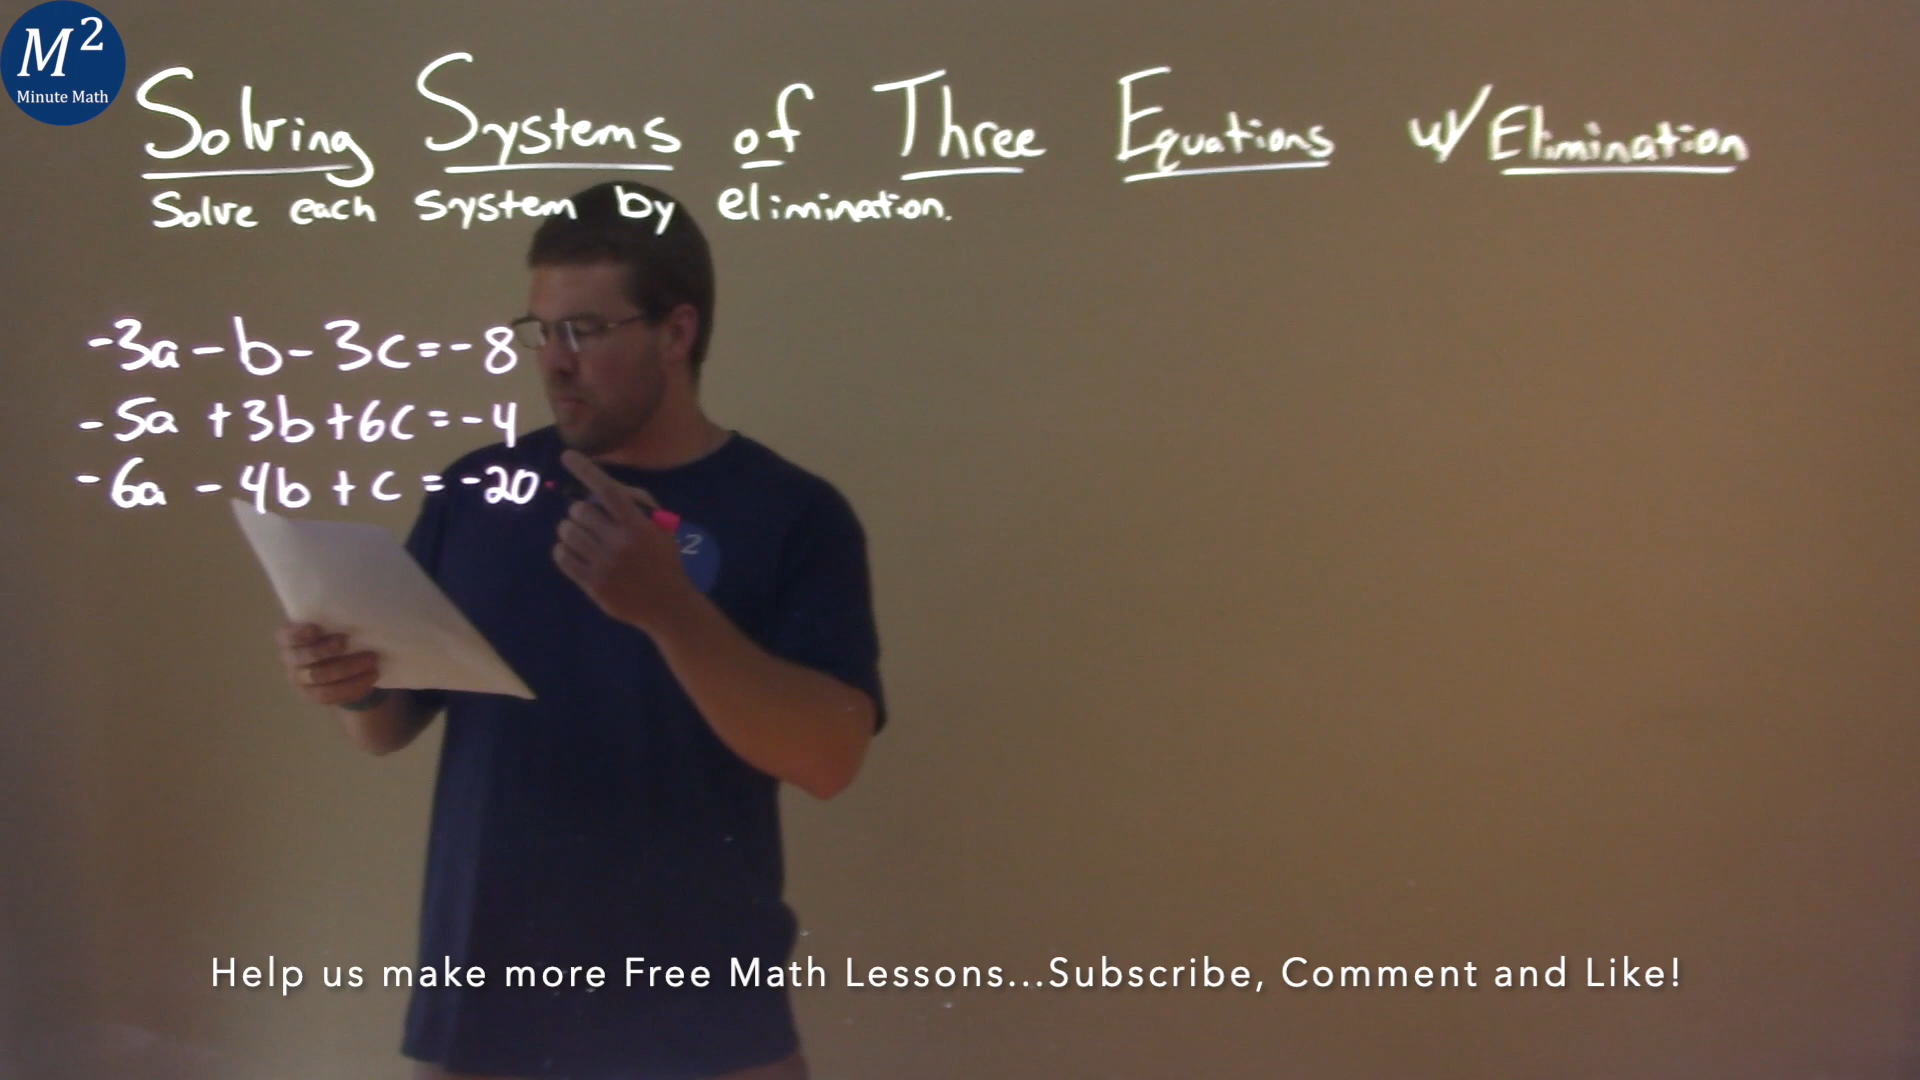 M²
Minute Math
Solving Systems of Three Equations w/ Elimination
Solve each system by elimination.
-3a - b - 3c = -8
-5a + 3b + 6c = -4
-6a - 4b + c = -20
2
Help us make more Free Math Lessons...Subscribe, Comment and Like!